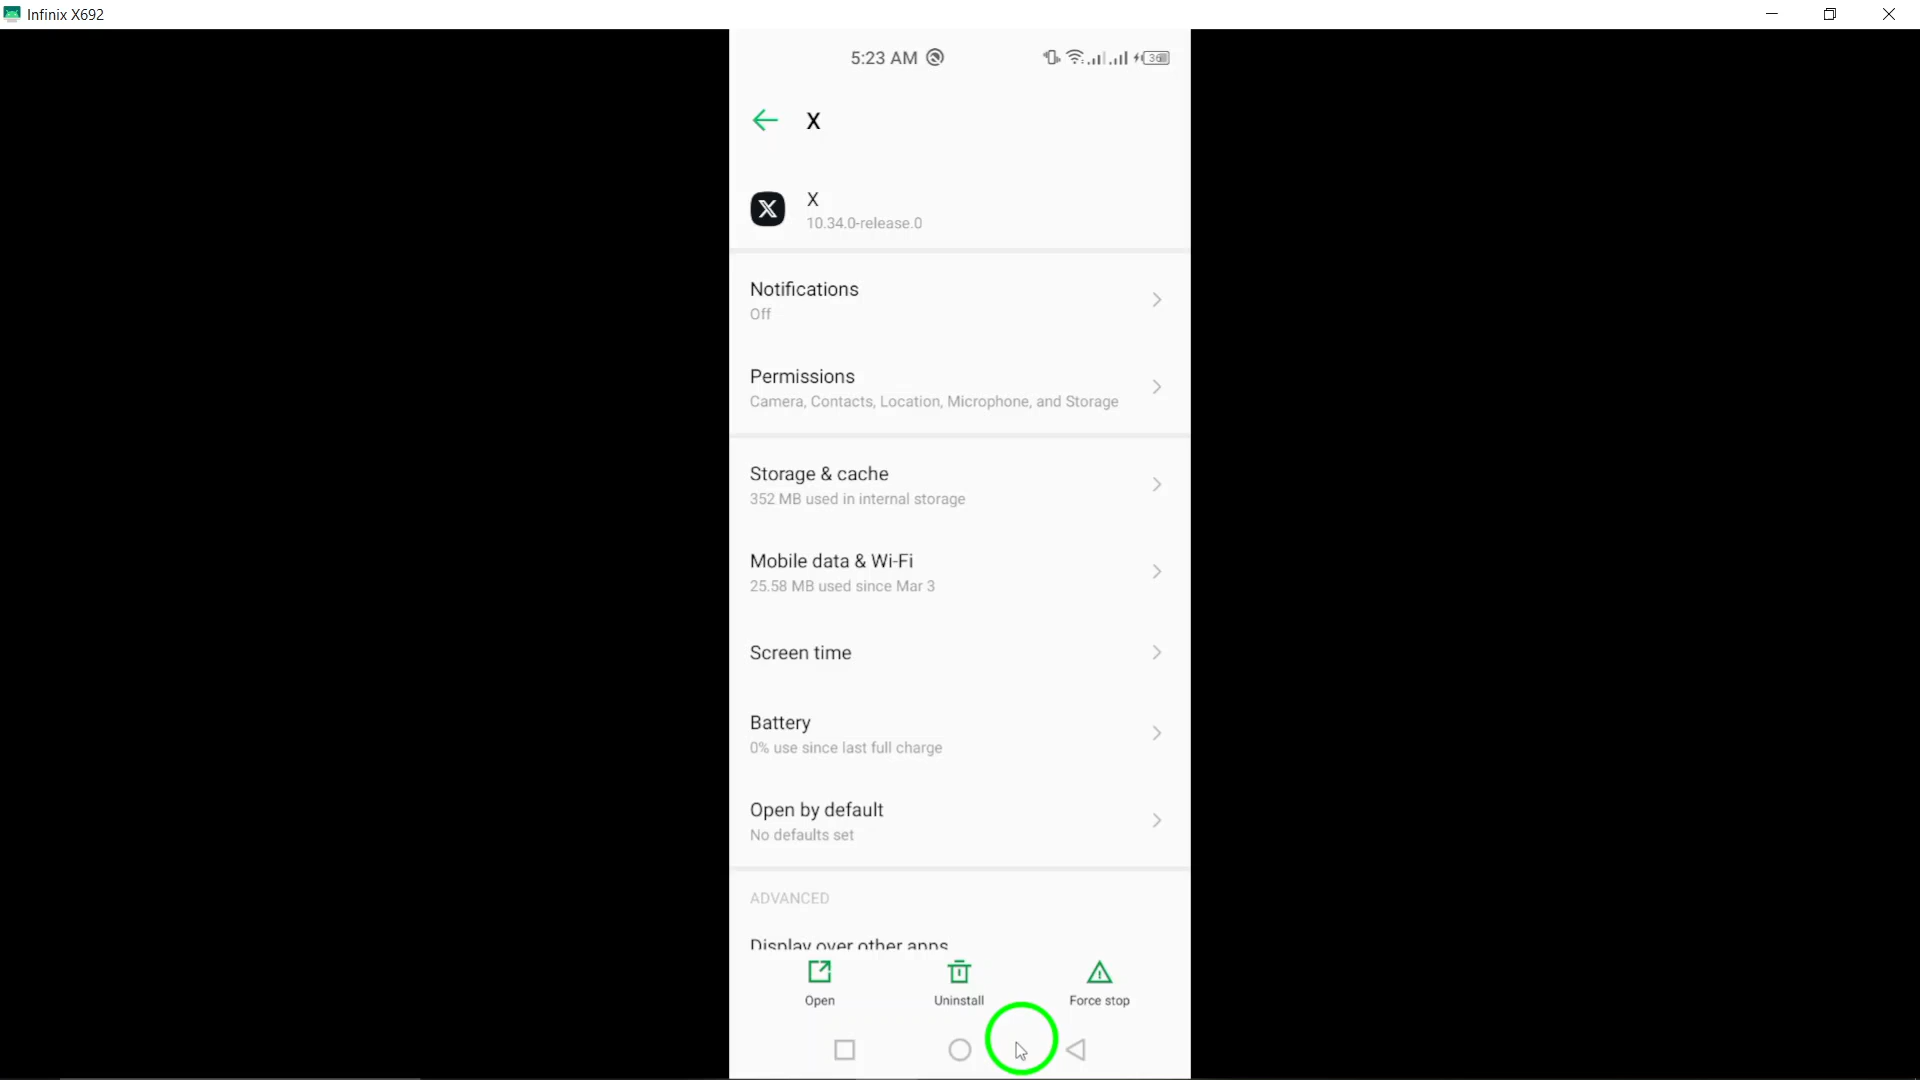 Infinix X692
5:23 AM
36
X
X
10.34.0-release.0
Notifications
Off
Permissions
Camera, Contacts, Location, Microphone, and Storage
Storage & cache
352 MB used in internal storage
Mobile data & Wi-Fi
25.58 MB used since Mar 3
Screen time
Battery
0% use since last full charge
Open by default
No defaults set
ADVANCED
Display over other apps
Open
Uninstall
Force stop